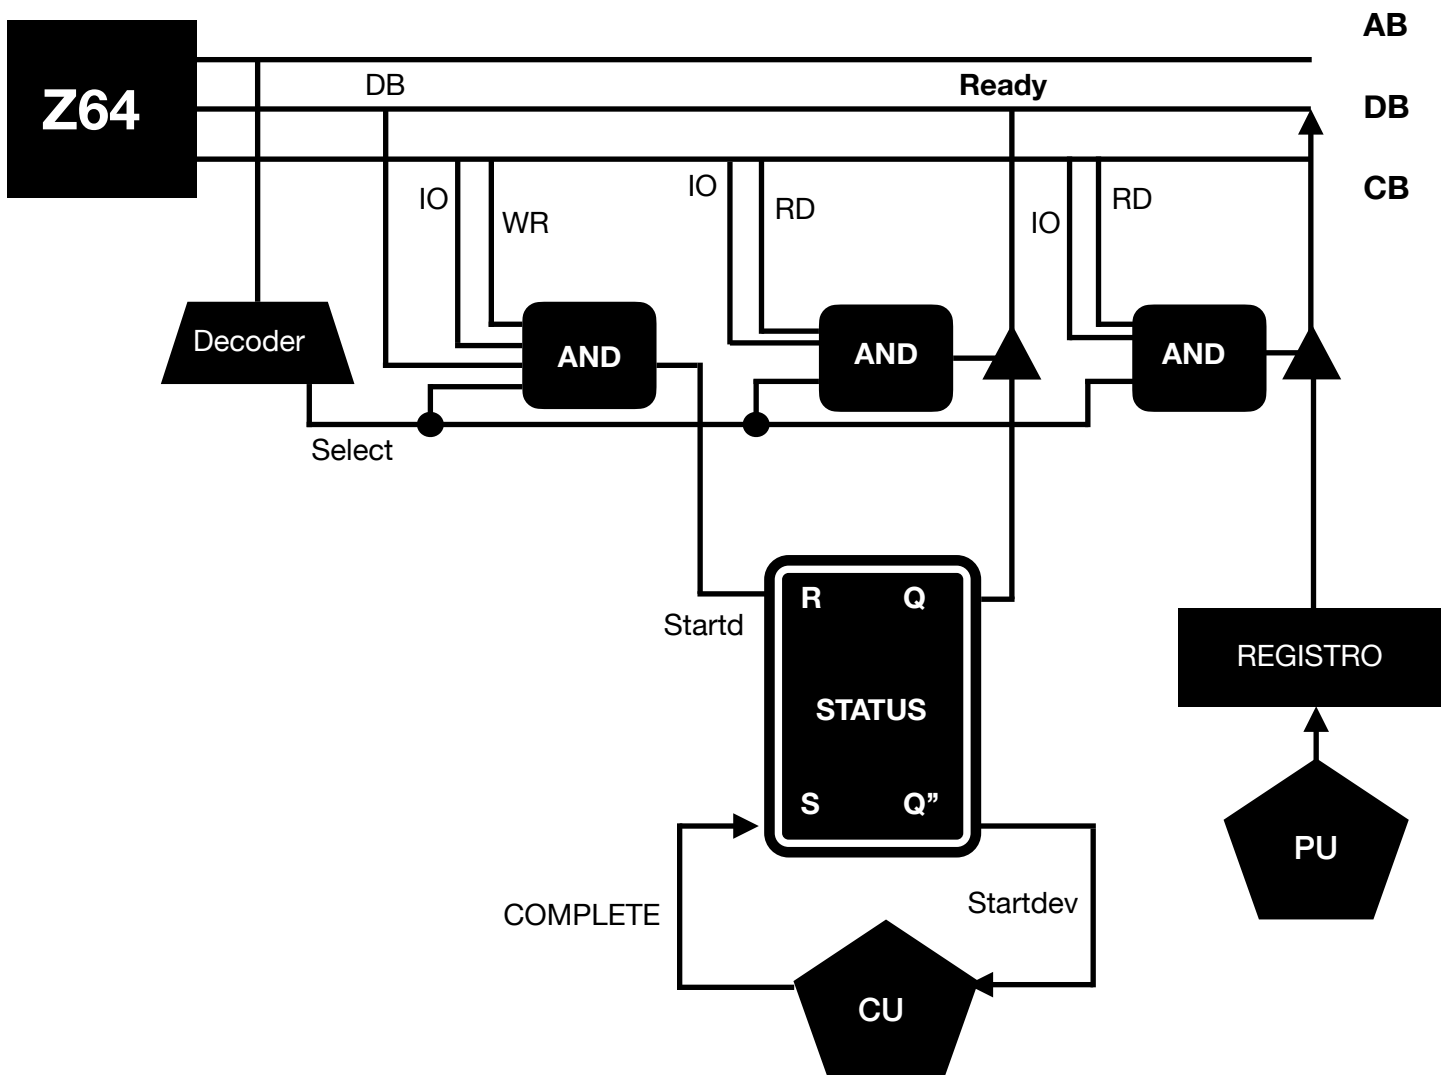 AB
DB
Ready
Z64
DB
CB
IO
WR
IO
RD
IO
RD
Decoder
AND
AND
AND
Select
R
Q
Startd
REGISTRO
STATUS
S
Q”
PU
COMPLETE
Startdev
CU